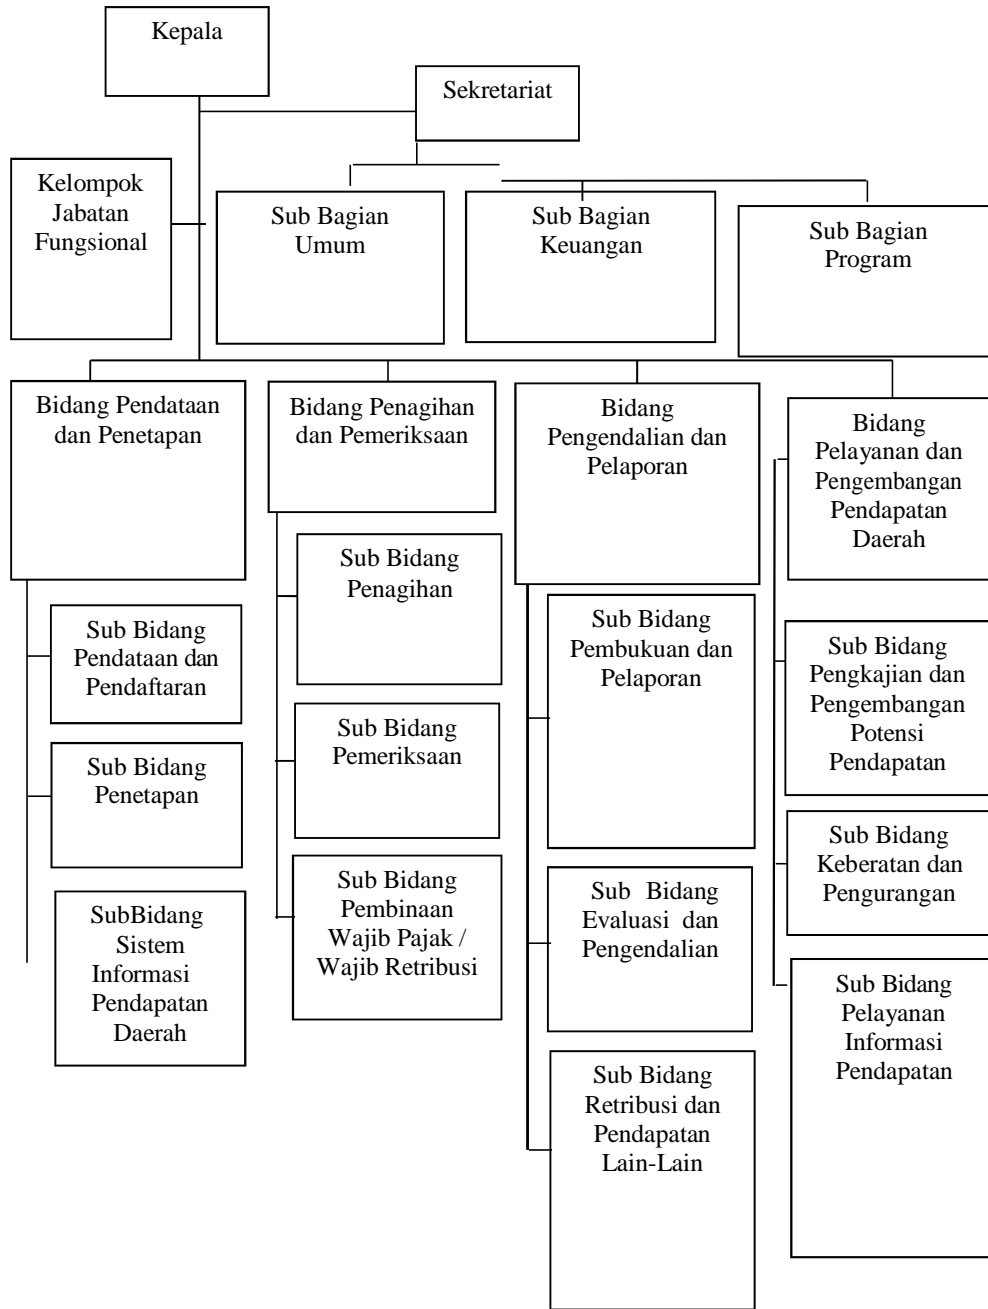 Kepala
Sekretariat
Kelompok
Jabatan
Fungsional
Sub Bagian
Umum
Sub Bagian
Keuangan
Sub Bagian
Program
Bidang Pendataan
dan Penetapan
Bidang Penagihan
dan Pemeriksaan
Bidang
Pengendalian dan
Pelaporan
Bidang
Pelayanan dan
Pengembangan
Pendapatan
Daerah
Sub Bidang
Pendataan dan
Pendaftaran
Sub Bidang
Penetapan
SubBidang
Sistem
Informasi
Pendapatan
Daerah
Sub Bidang
Penagihan
Sub Bidang
Pemeriksaan
Sub Bidang
Pembinaan
Wajib Pajak /
Wajib Retribusi
Sub Bidang
Pembukuan dan
Pelaporan
Sub Bidang
Evaluasi dan
Pengendalian
Sub Bidang
Retribusi dan
Pendapatan
Lain-Lain
Sub Bidang
Pengkajian dan
Pengembangan
Potensi
Pendapatan
Sub Bidang
Keberatan dan
Pengurangan
Sub Bidang
Pelayanan
Informasi
Pendapatan